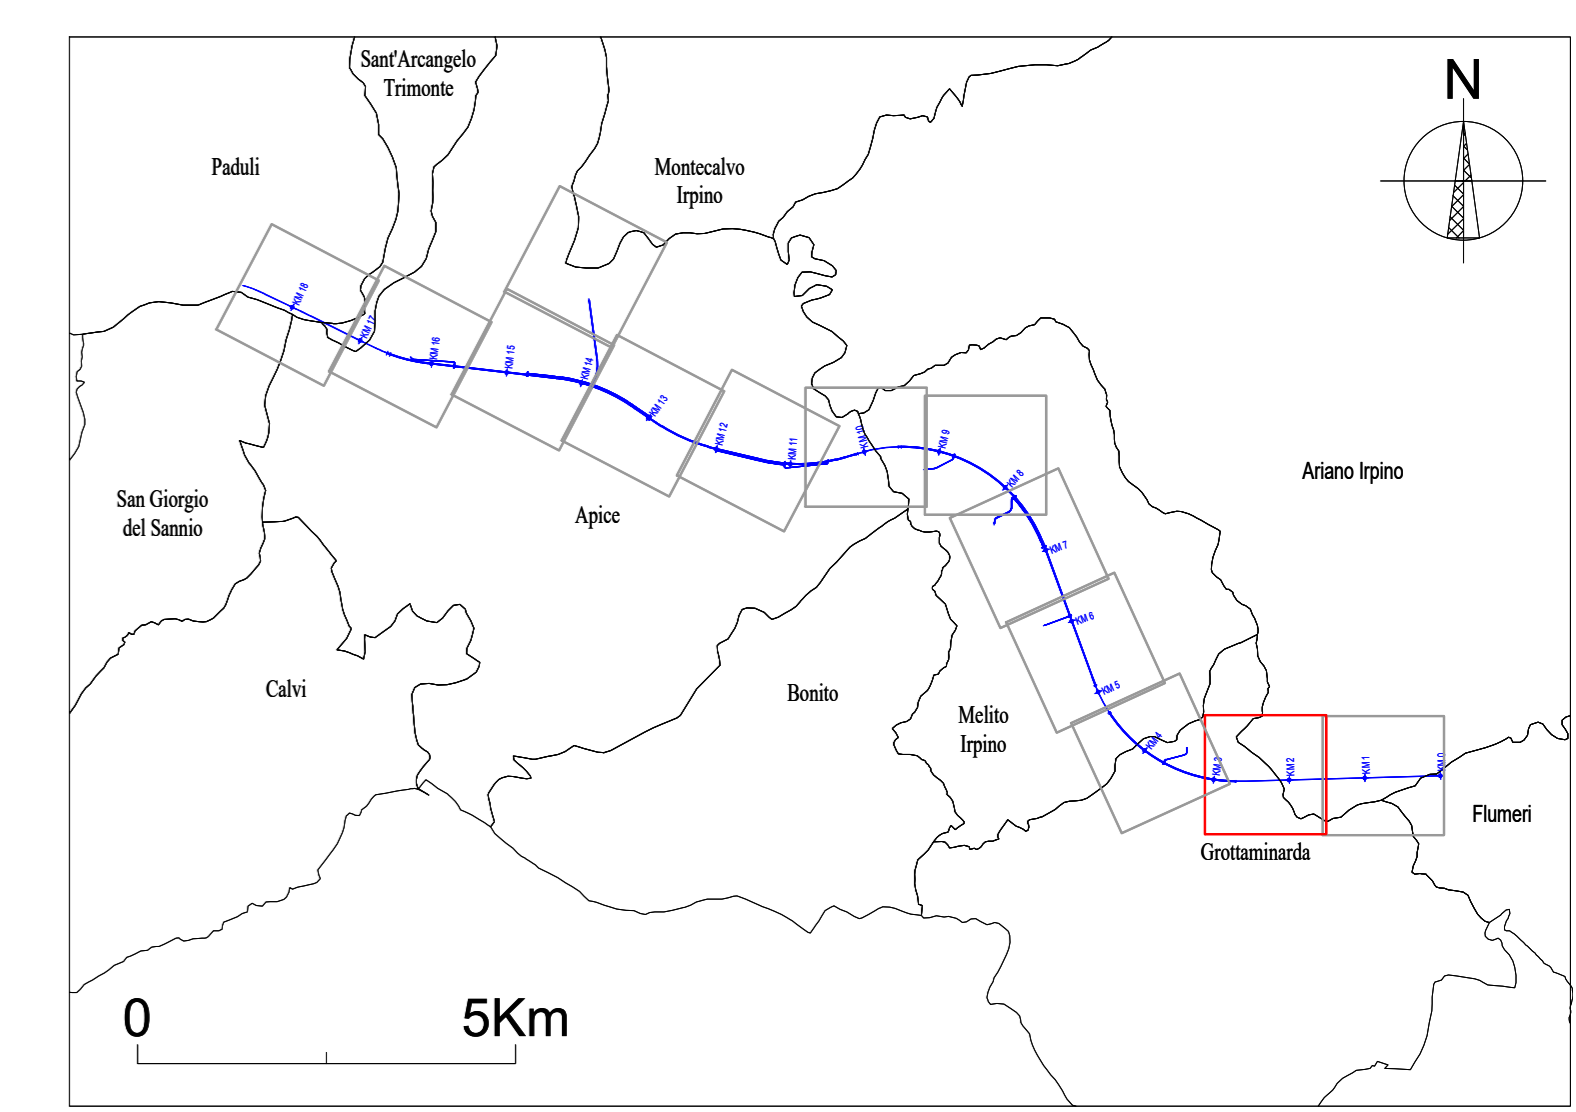 Sant'Arcangelo
Trimonte
N
Paduli
Montecalvo
Irpino
KM 18
KM 17
KM 16
KM 15
KM 14
KM 13
KM 12
KM 11
KM 10
KM 9
KM 8
KM 7
KM 6
KM 5
KM 4
KM 3
KM 2
KM 1
KM 0
Ariano Irpino
San Giorgio
del Sannio
Apice
Calvi
Bonito
Melito
Irpino
Flumeri
Grottaminarda
0
5Km